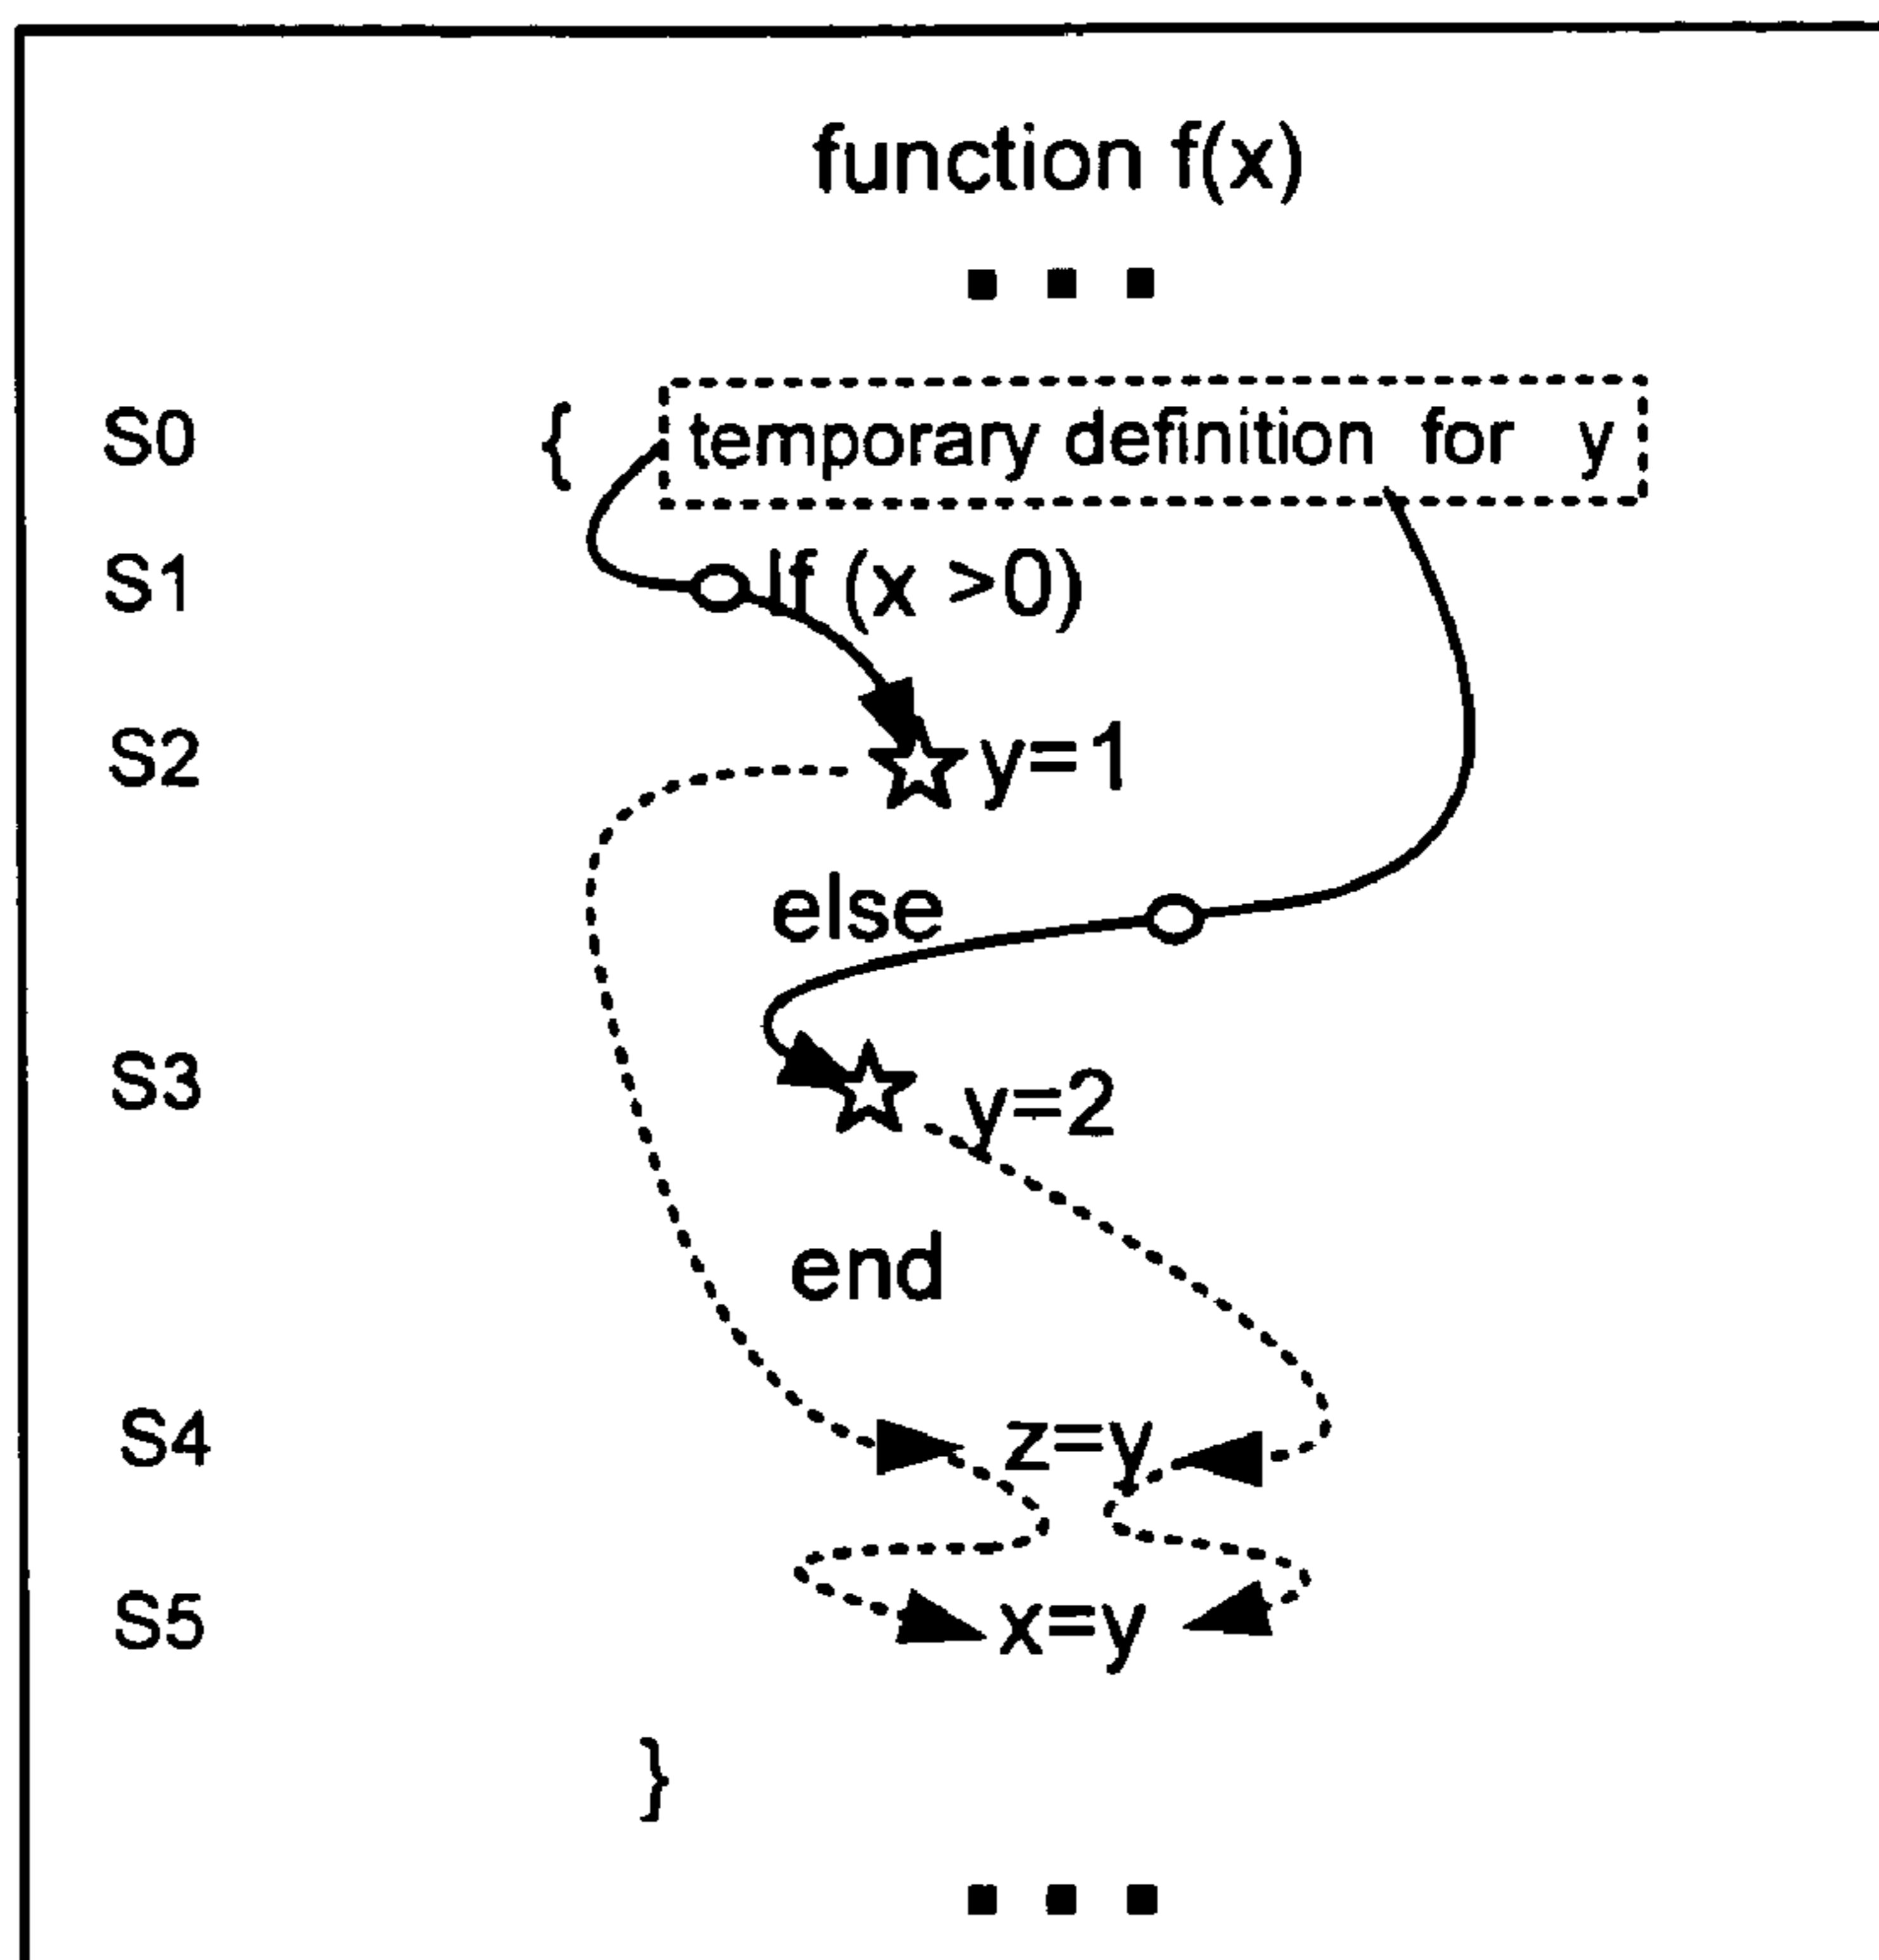 function f(x)
S0 { temporary definition for y
S1 If (x >0)
S2 y=1
else
S3 y=2
end
S4 z=y
S5 x=y
}